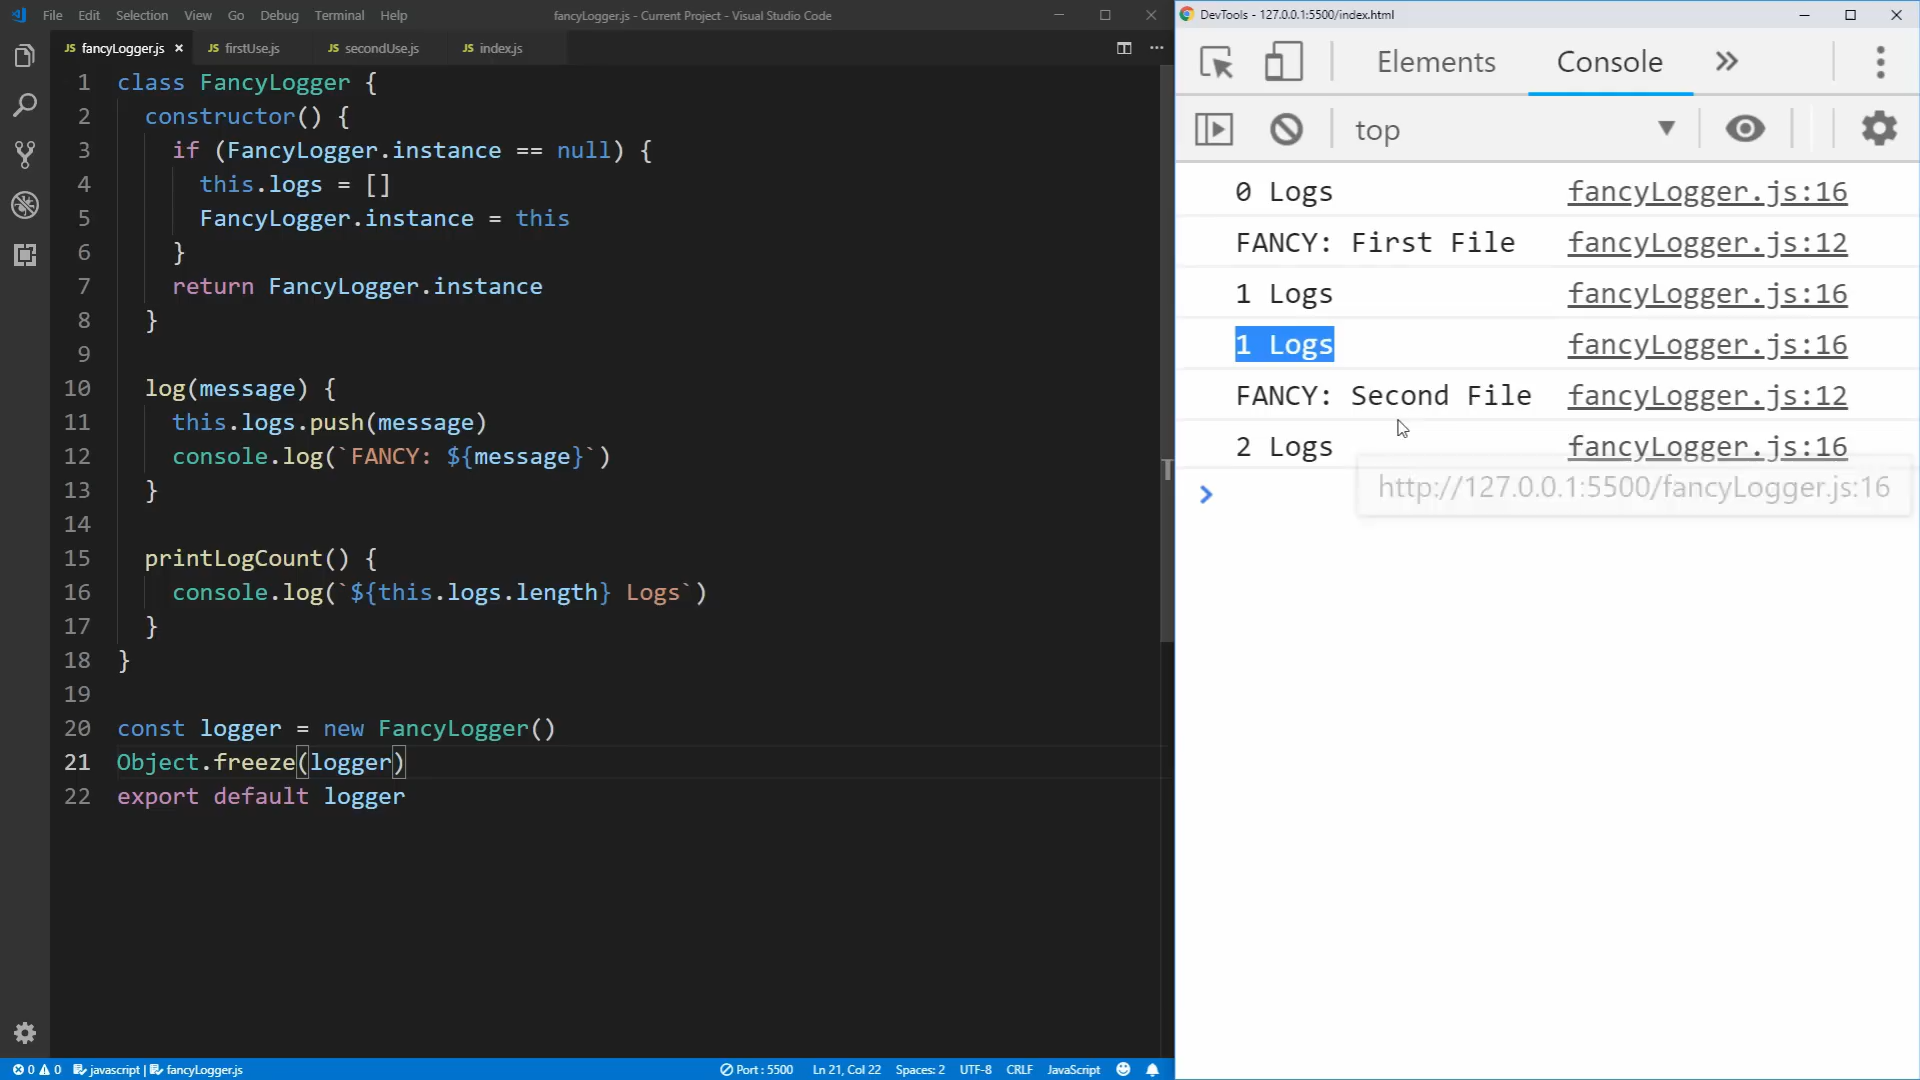 File Edit Selection View Go Debug Terminal Help
fancyLogger.js - Current Project - Visual Studio Code
JS fancyLogger.js × JS firstUse.js JS secondUse.js JS index.js
1 class FancyLogger {
2 constructor() {
3 if (FancyLogger.instance == null) {
4 this.logs = []
5 FancyLogger.instance = this
6 }
7 return FancyLogger.instance
8 }
9
10 log(message) {
11 this.logs.push(message)
12 console.log(`FANCY: ${message}`)
13 }
14
15 printLogCount() {
16 console.log(`${this.logs.length} Logs`)
17 }
18 }
19
20 const logger = new FancyLogger()
21 Object.freeze(logger)
22 export default logger
0 0 javascript | fancyLogger.js Port : 5500 Ln 21, Col 22 Spaces: 2 UTF-8 CRLF JavaScript
DevTools - 127.0.0.1:5500/index.html
Elements Console »
top
0 Logs fancyLogger.js:16
FANCY: First File fancyLogger.js:12
1 Logs fancyLogger.js:16
1 Logs fancyLogger.js:16
FANCY: Second File fancyLogger.js:12
2 Logs fancyLogger.js:16
http://127.0.0.1:5500/fancyLogger.js:16